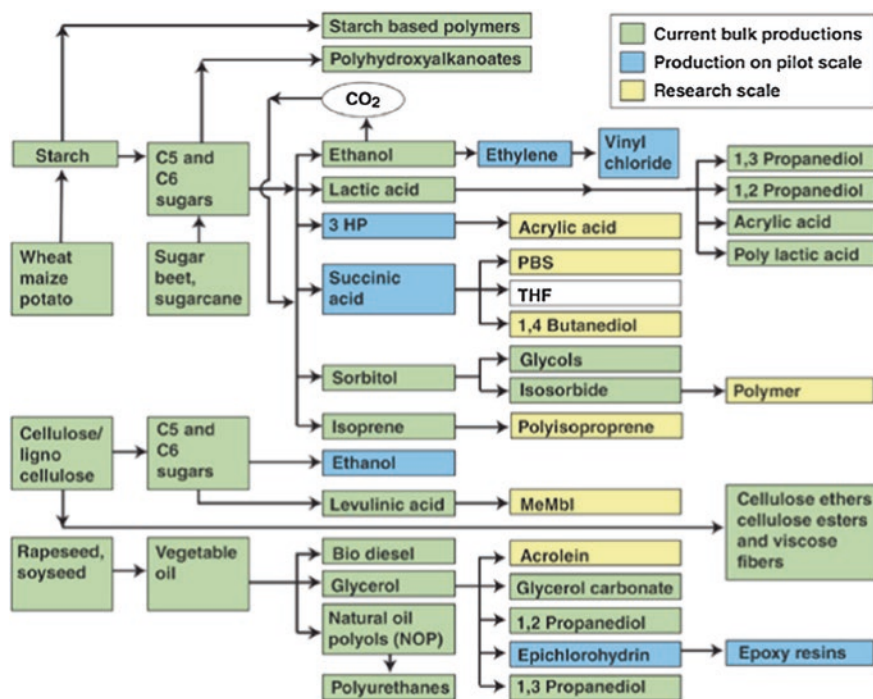 Starch based polymers
Polyhydroxyalkanoates
Current bulk productions
Production on pilot scale
Research scale
CO2
Starch
C5 and
C6
sugars
Ethanol
Ethylene
Vinyl
chloride
1,3 Propanediol
Lactic acid
1,2 Propanediol
3 HP
Acrylic acid
Acrylic acid
Poly lactic acid
Wheat
maize
potato
Sugar
beet,
sugarcane
Succinic
acid
PBS
THF
1,4 Butanediol
Sorbitol
Glycols
Isosorbide
Polymer
Isoprene
Polyisoproprene
Cellulose/
ligno
cellulose
C5 and
C6
sugars
Ethanol
Levulinic acid
MeMbl
Cellulose ethers
cellulose esters
and viscose
fibers
Rapeseed,
soyseed
Vegetable
oil
Bio diesel
Glycerol
Natural oil
polyols (NOP)
Polyurethanes
Acrolein
Glycerol carbonate
1,2 Propanediol
Epichlorohydrin
Epoxy resins
1,3 Propanediol